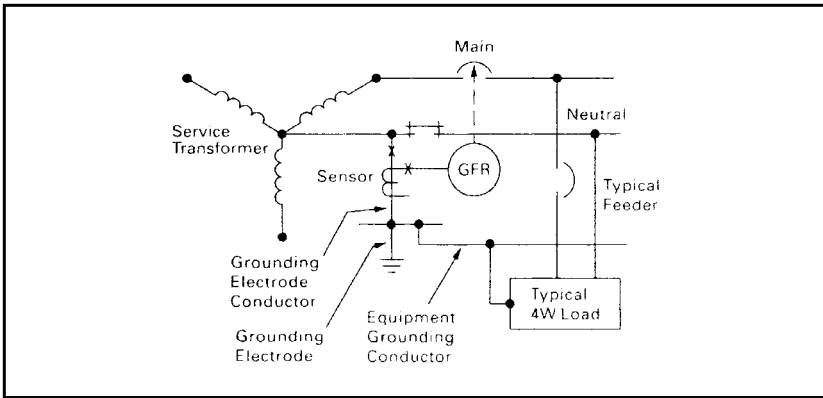 Main
Neutral
Service
Transformer
Sensor
GFR
Typical
Feeder
Grounding
Electrode
Conductor
Typical
4W Load
Equipment
Grounding
Conductor
Grounding
Electrode